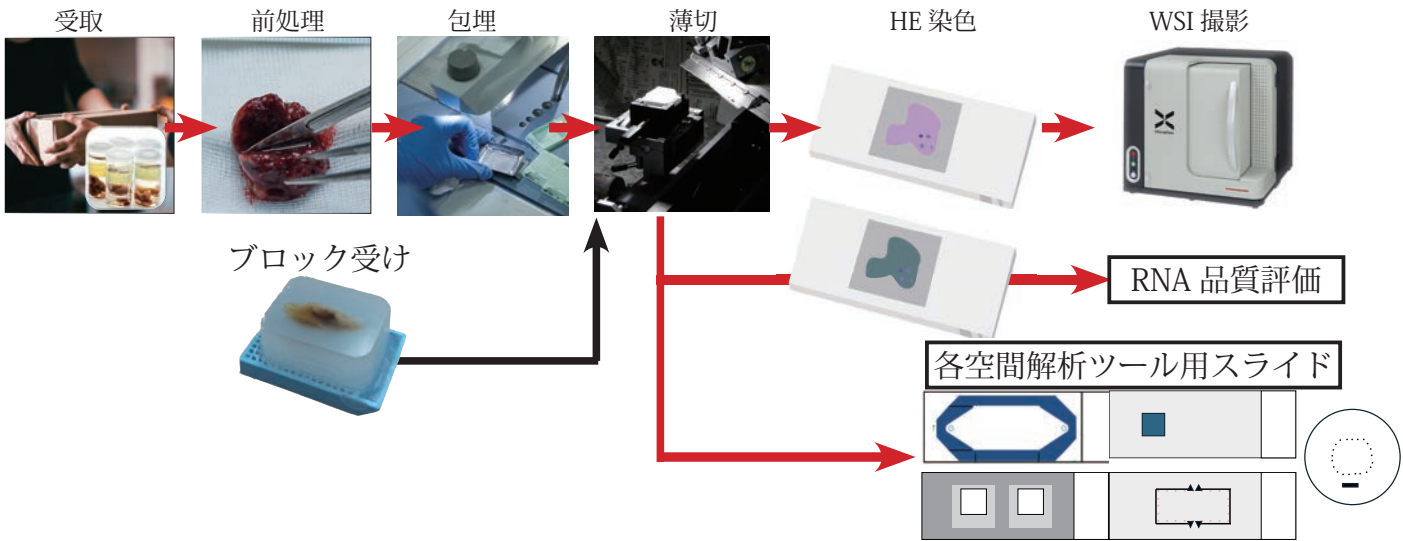 受取
前処理
包埋
薄切
HE 染色
WSI 撮影
ブロック受け
RNA 品質評価
各空間解析ツール用スライド